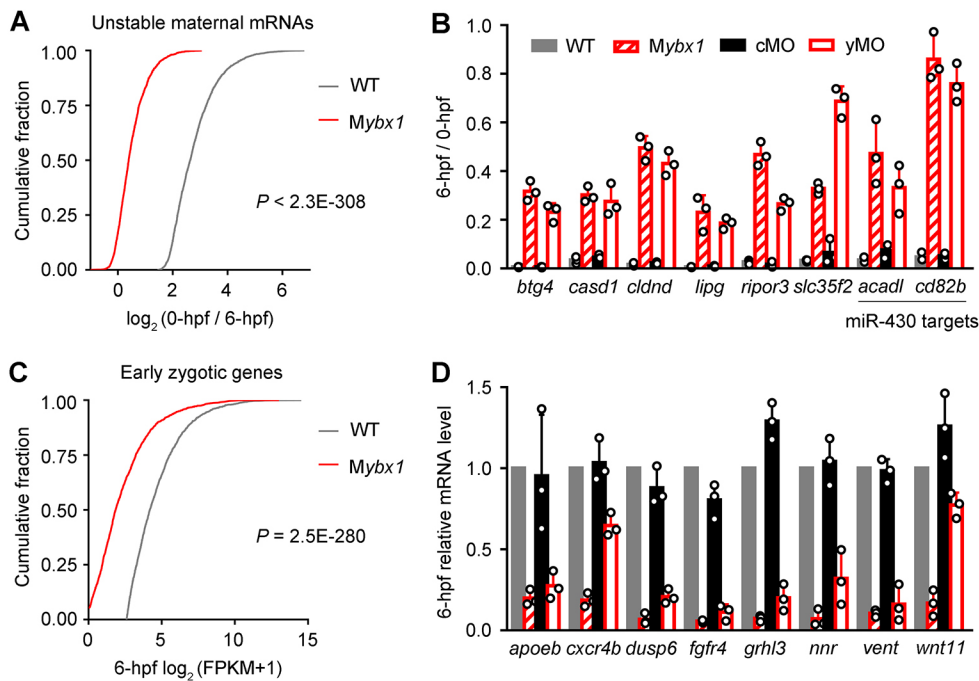 A
Unstable maternal mRNAs
1.00
0.75
0.50
0.25
0.00
Cumulative fraction
WT
Mybx1
P < 2.3E-308
0 2 4 6
log2 (0-hpf / 6-hpf)
B
WT Mybx1 cMO yMO
1.0
0.8
0.6
0.4
0.2
0.0
6-hpf / 0-hpf
btg4 casd1 cldnd lipg ripor3 slc35f2 acadl cd82b
miR-430 targets
C
Early zygotic genes
1.00
0.75
0.50
0.25
0.00
Cumulative fraction
WT
Mybx1
P = 2.5E-280
0 5 10 15
6-hpf log2 (FPKM+1)
D
1.5
1.0
0.5
0.0
6-hpf relative mRNA level
apoeb cxcr4b dusp6 fgfr4 grhl3 nnr vent wnt11